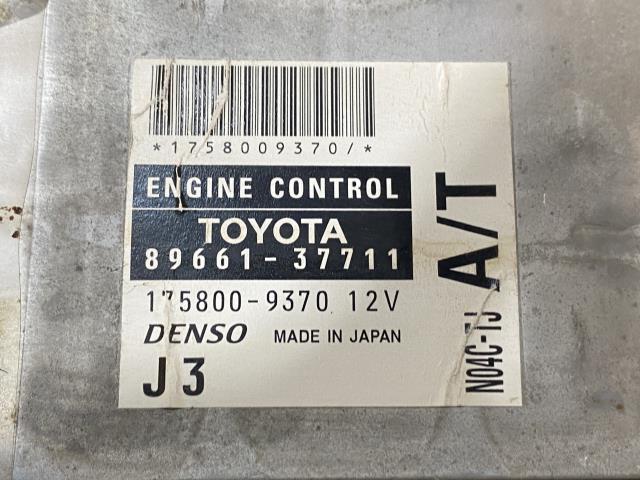 *1758009370/*
ENGINE CONTROL
TOYOTA
89661-37711
175800-9370 12V
DENSO MADE IN JAPAN
J3
N04C-TJ A/T